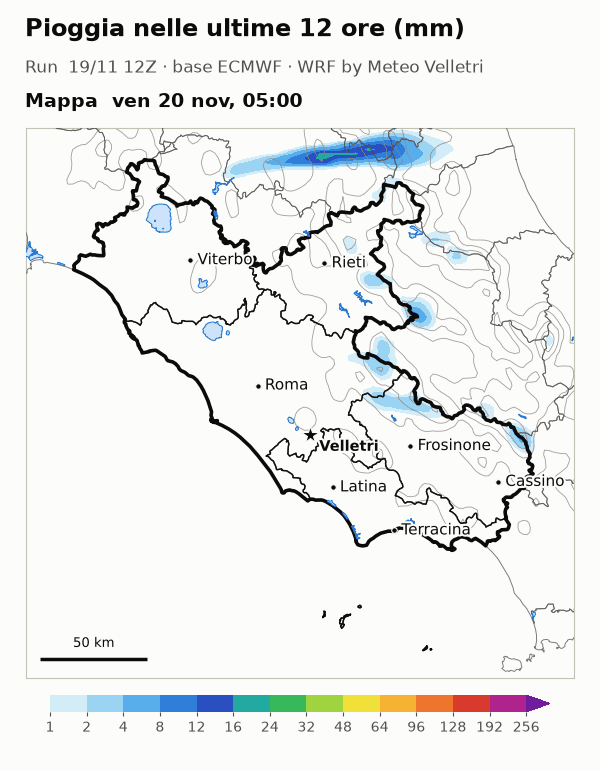 Pioggia nelle ultime 12 ore (mm)
Run 19/11 12Z · base ECMWF · WRF by Meteo Velletri
Mappa ven 20 nov, 05:00
Viterbo
Rieti
Roma
Velletri
Frosinone
Latina
Cassino
Terracina
50 km
1 2 4 8 12 16 24 32 48 64 96 128 192 256